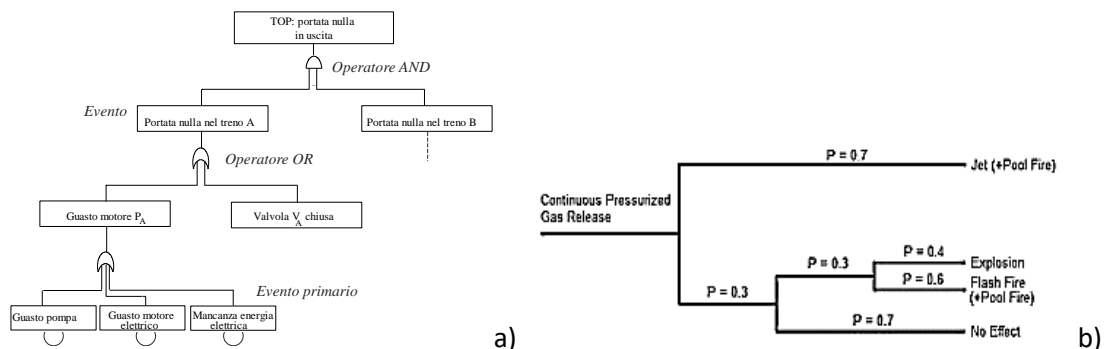 TOP: portata nulla
in uscita
Operatore AND
Evento
Portata nulla nel treno A
Portata nulla nel treno B
Operatore OR
Guasto motore PA
Valvola VA chiusa
Evento primario
Guasto pompa
Guasto motore
elettrico
Mancanza energia
elettrica
a)
P = 0.7
Jet (+Pool Fire)
Continuous Pressurized
Gas Release
P = 0.4
Explosion
P = 0.3
P = 0.6
Flash Fire
(+Pool Fire)
P = 0.3
P = 0.7
No Effect
b)